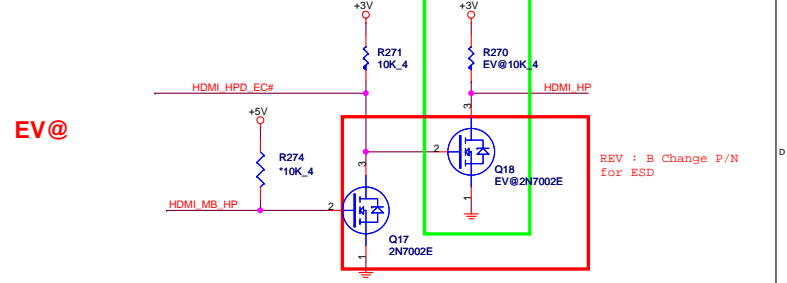 +3V
+3V
R271
10K_4
R270
EV@10K_4
HDMI_HPD_EC#
HDMI_HP
+5V
3
EV@
R274
*10K_4
2
3
Q18
EV@2N7002E
REV : B Change P/N
for ESD
D
1
HDMI_MB_HP
2
Q17
2N7002E
1